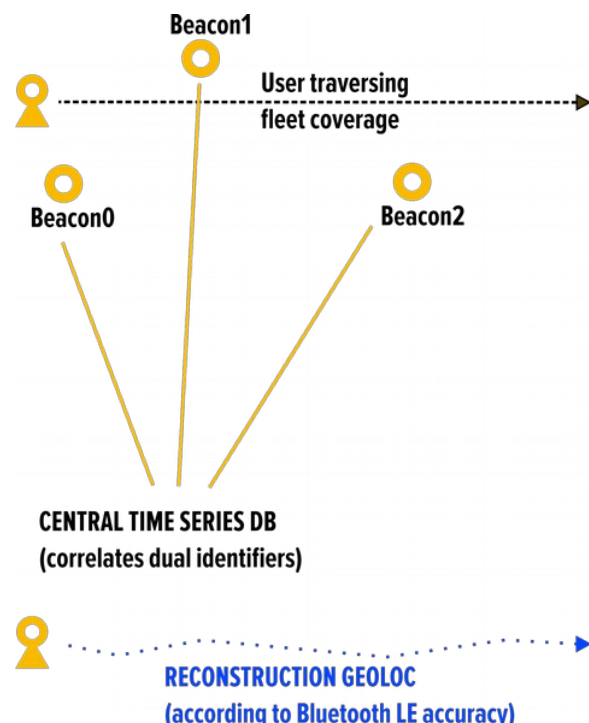 Beacon1
User traversing
fleet coverage
Beacon0
Beacon2
CENTRAL TIME SERIES DB
(correlates dual identifiers)
RECONSTRUCTION GEOLOC
(according to Bluetooth LE accuracy)